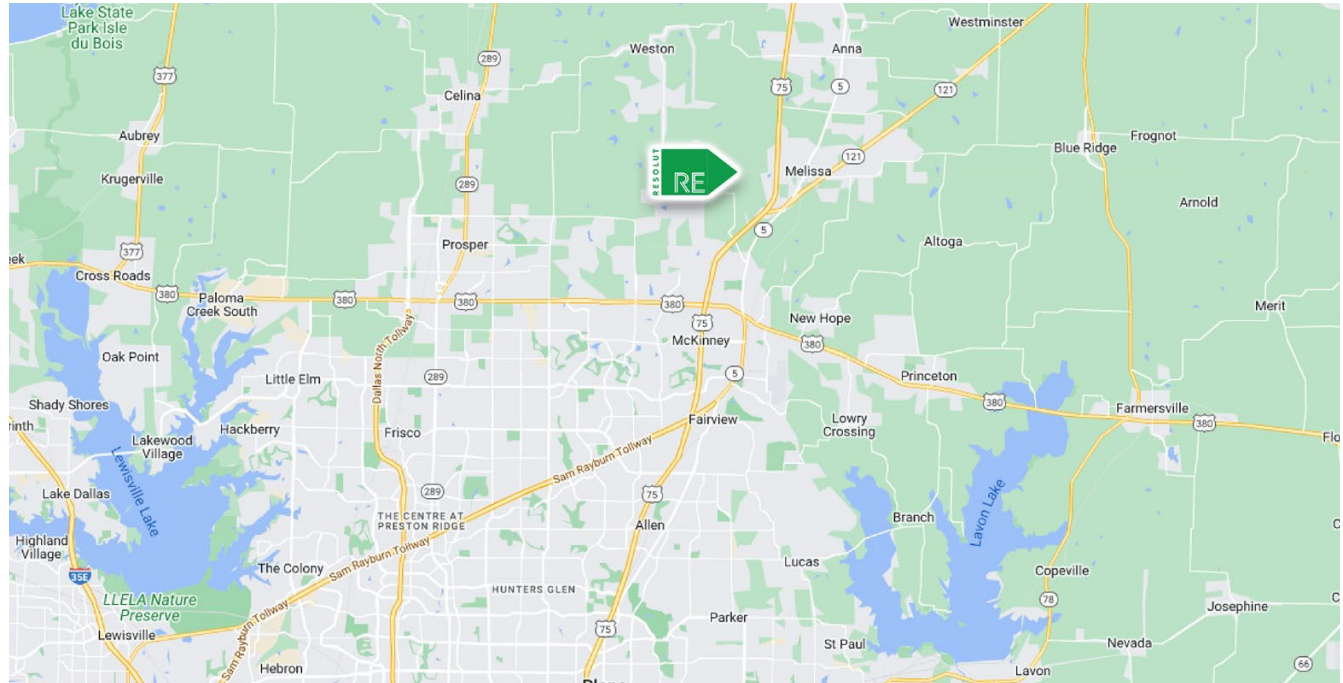 Lake State
Park Isle
du Bois
Westminster
Weston
Anna
289
377
75
5
121
Celina
Aubrey
Frognot
Blue Ridge
RESOLUT
RE
121
Melissa
Krugerville
289
Arnold
5
Prosper
Altoga
377
eek
Cross Roads
380
Paloma
Creek South
380
380
380
Merit
75
New Hope
McKinney
380
Dallas North Tollway
Oak Point
Little Elm
289
5
Princeton
380
Shady Shores
Farmersville
Fairview
Lowry
Crossing
380
rinth
Hackberry
Frisco
Lakewood
Village
Flo
Sam Rayburn Tollway
Lewisville Lake
Lake Dallas
289
75
Lavon Lake
THE CENTRE AT
PRESTON RIDGE
Allen
Branch
Highland
Village
Sam Rayburn Tollway
Lucas
35E
The Colony
Copeville
HUNTERS GLEN
LLELA Nature
Preserve
78
Josephine
Parker
Sam Rayburn Tollway
75
Lewisville
St Paul
Nevada
Hebron
Lavon
66